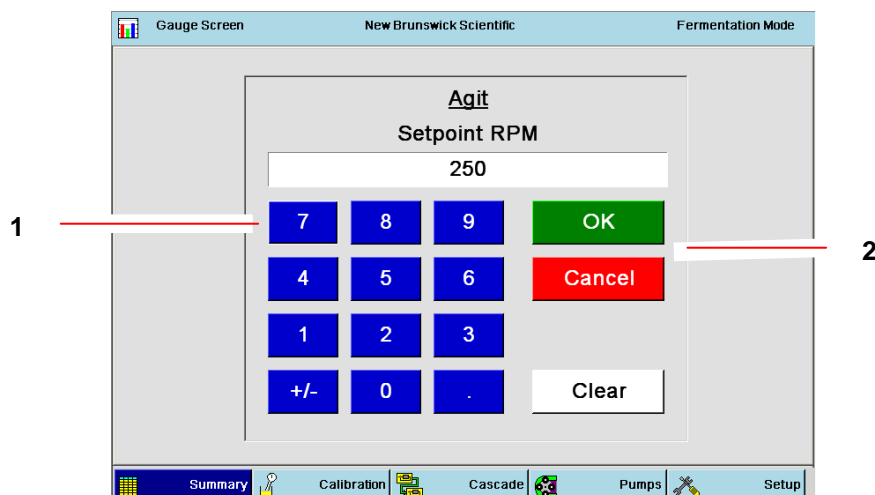 Gauge Screen New Brunswick Scientific Fermentation Mode
Agit
Setpoint RPM
250
1
7 8 9 OK
2
4 5 6 Cancel
1 2 3
+/- 0 . Clear
Summary Calibration Cascade Pumps Setup